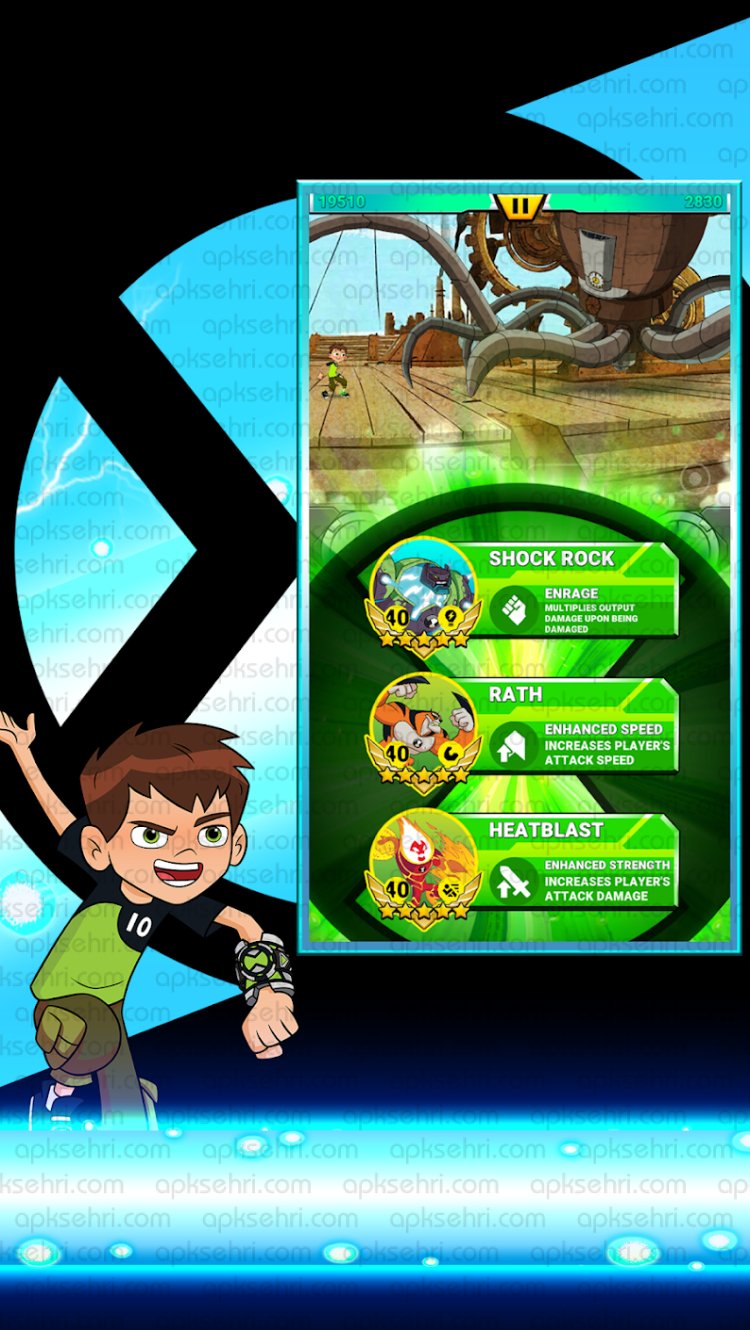 19510
2830
SHOCK ROCK
ENRAGE
MULTIPLIES OUTPUT
DAMAGE UPON BEING
DAMAGED
40
RATH
ENHANCED SPEED
INCREASES PLAYER'S
ATTACK SPEED
40
HEATBLAST
ENHANCED STRENGTH
INCREASES PLAYER'S
ATTACK DAMAGE
40
10
apksehri.com